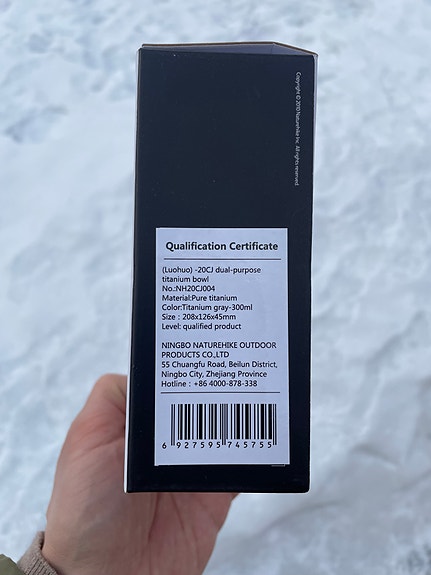 Copyright © 2010 Naturehike Inc. All rights reserved.
Qualification Certificate
(Luohuo) -20CJ dual-purpose
titanium bowl
No.:NH20CJ004
Material:Pure titanium
Color:Titanium gray-300ml
Size：208x126x45mm
Level: qualified product
NINGBO NATUREHIKE OUTDOOR
PRODUCTS CO.,LTD
55 Chuangfu Road, Beilun District,
Ningbo City, Zhejiang Province
Hotline：+86 4000-878-338
6 927595 745755